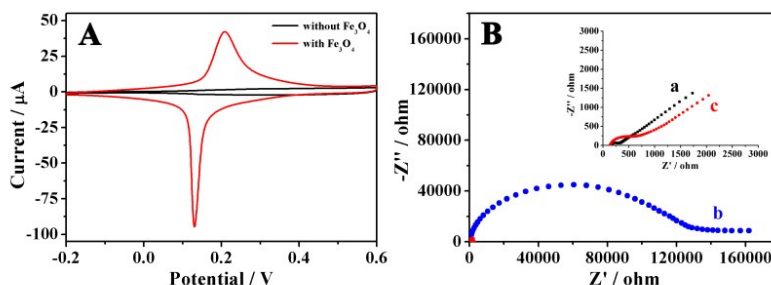 A
without Fe₃O₄
with Fe₃O₄
Current / μA
50
25
0
-25
-50
-75
-100
-0.2
0.0
0.2
0.4
0.6
Potential / V
B
-Z'' / ohm
180000
160000
120000
80000
40000
0
0
40000
80000
120000
160000
Z' / ohm
b
-Z'' / ohm
3000
2500
2000
1500
1000
500
0
0
500
1000
1500
2000
2500
3000
Z' / ohm
a
c